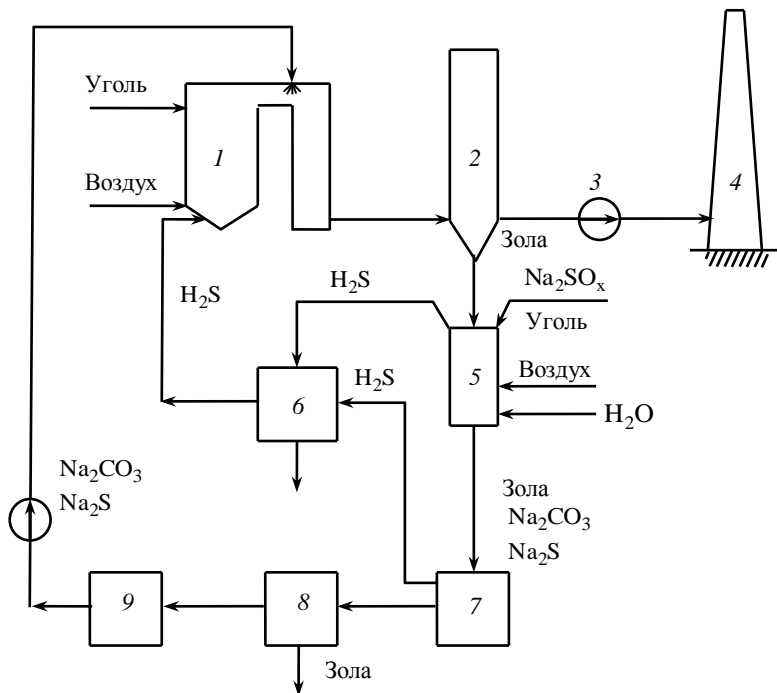 Уголь
1
2
3
4
Воздух
Зола
H₂S
H₂S
Na₂SOₓ
Уголь
5
Воздух
6
H₂S
H₂O
Na₂CO₃
Na₂S
Зола
Na₂CO₃
Na₂S
9
8
7
Зола